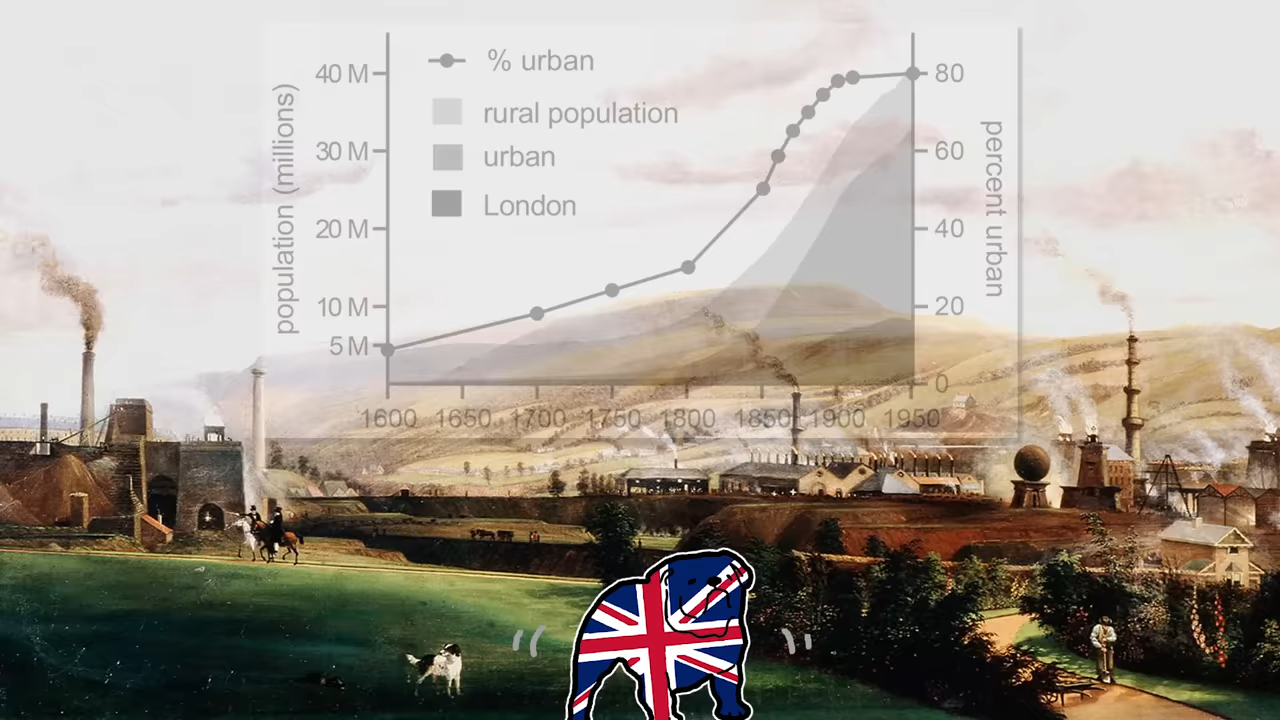 % urban
rural population
urban
London
population (millions)
40 M
30 M
20 M
10 M
5 M
80
60
40
20
0
percent urban
1600 1650 1700 1750 1800 1850 1900 1950